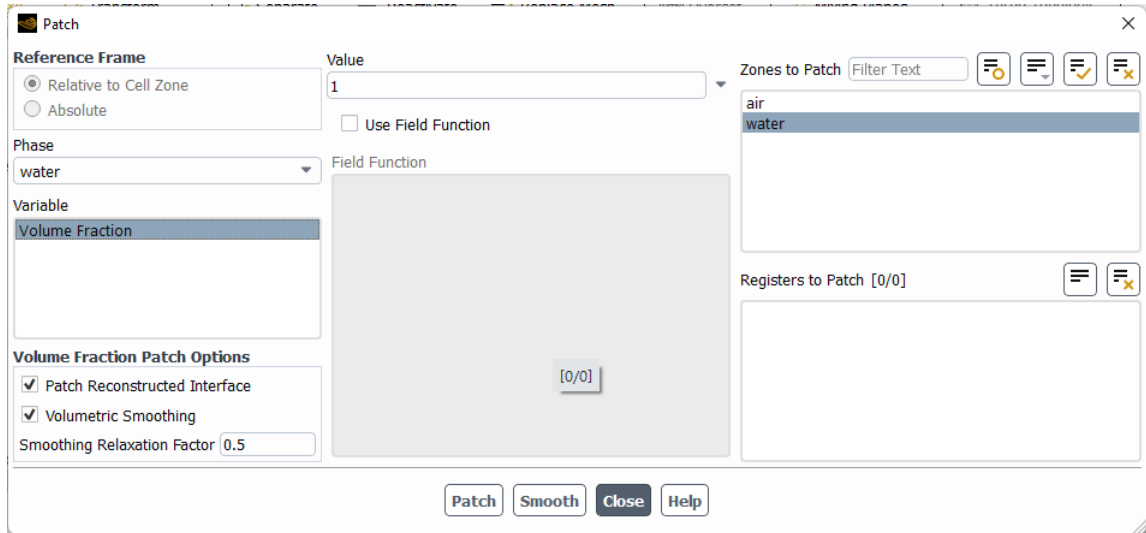 Patch
Reference Frame
Relative to Cell Zone
Absolute
Phase
water
Variable
Volume Fraction
Volume Fraction Patch Options
Patch Reconstructed Interface
Volumetric Smoothing
Smoothing Relaxation Factor 0.5
Value
1
Use Field Function
Field Function
[0/0]
Zones to Patch Filter Text
air
water
Registers to Patch [0/0]
Patch Smooth Close Help